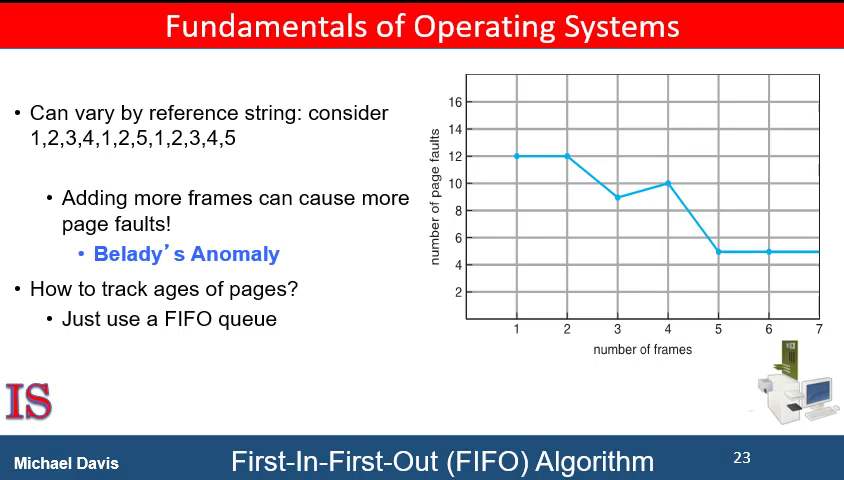 Fundamentals of Operating Systems
• Can vary by reference string: consider
1,2,3,4,1,2,5,1,2,3,4,5
• Adding more frames can cause more
page faults!
• Belady’s Anomaly
• How to track ages of pages?
• Just use a FIFO queue
number of page faults
16
14
12
10
8
6
4
2
1 2 3 4 5 6 7
number of frames
IS
Michael Davis
First-In-First-Out (FIFO) Algorithm
23